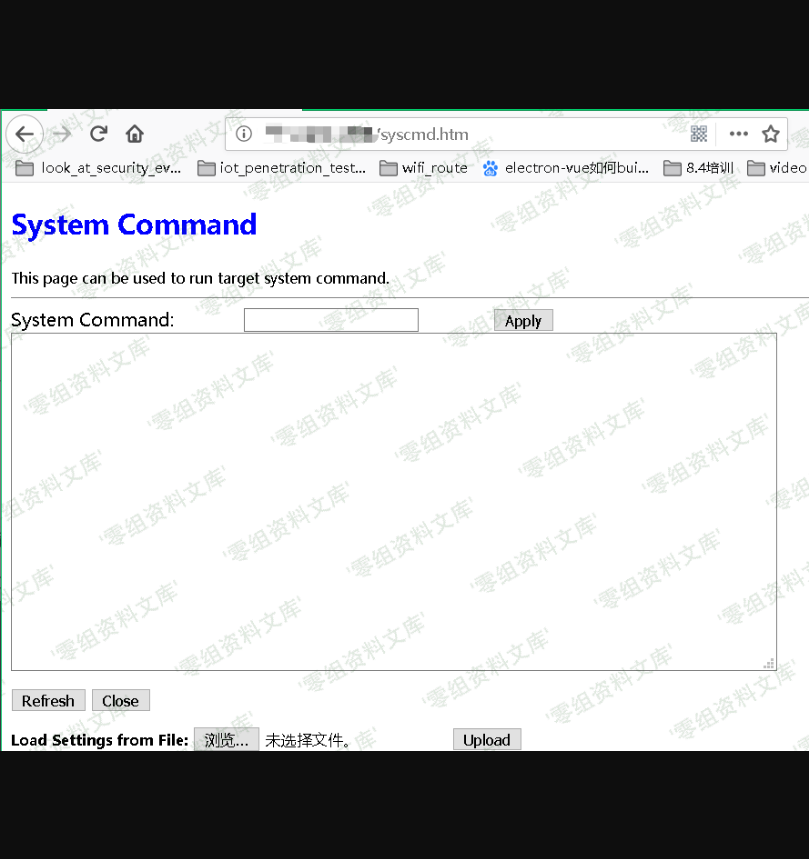 /syscmd.htm
look_at_security_ev... iot_penetration_test... wifi_route electron-vue如何bui... 8.4培训 video
System Command
This page can be used to run target system command.
System Command: Apply
Refresh Close
Load Settings from File: 浏览... 未选择文件。 Upload
'零组资料文库'